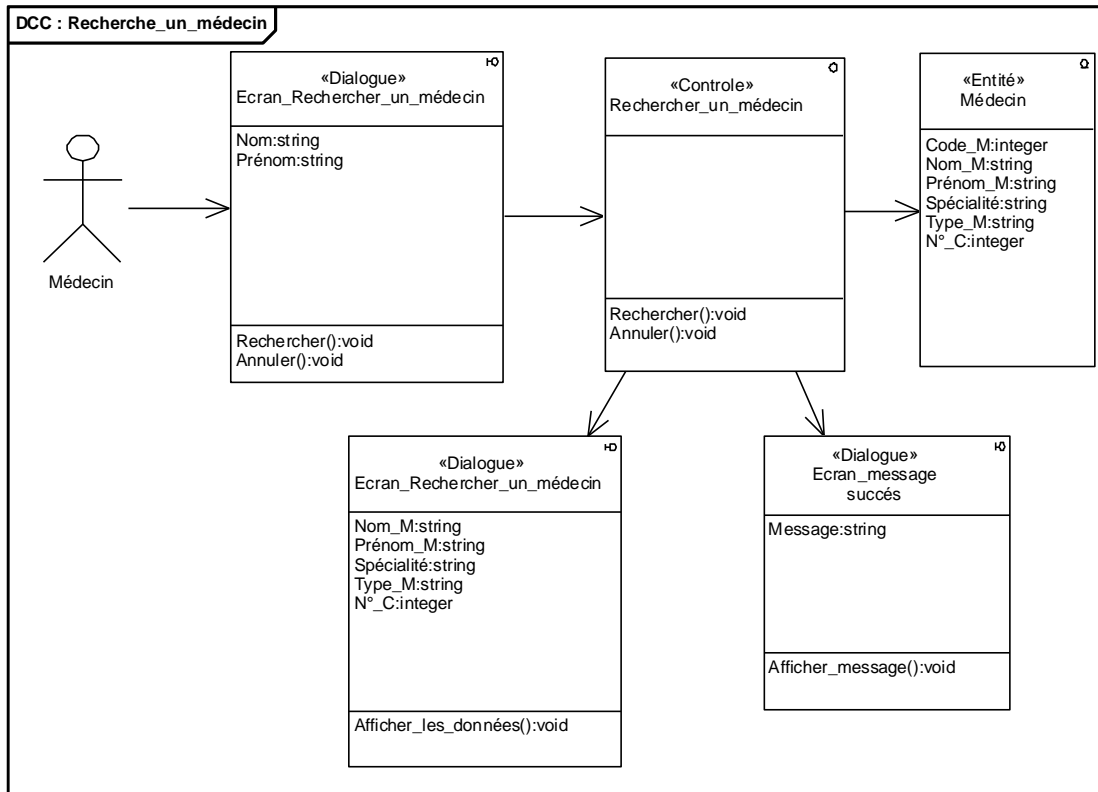 DCC : Recherche_un_médecin
Médecin
«Dialogue»
Ecran_Rechercher_un_médecin
Nom:string
Prénom:string
Rechercher():void
Annuler():void
«Controle»
Rechercher_un_médecin
Rechercher():void
Annuler():void
«Entité»
Médecin
Code_M:integer
Nom_M:string
Prénom_M:string
Spécialité:string
Type_M:string
N°_C:integer
«Dialogue»
Ecran_Rechercher_un_médecin
Nom_M:string
Prénom_M:string
Spécialité:string
Type_M:string
N°_C:integer
Afficher_les_données():void
«Dialogue»
Ecran_message
succés
Message:string
Afficher_message():void